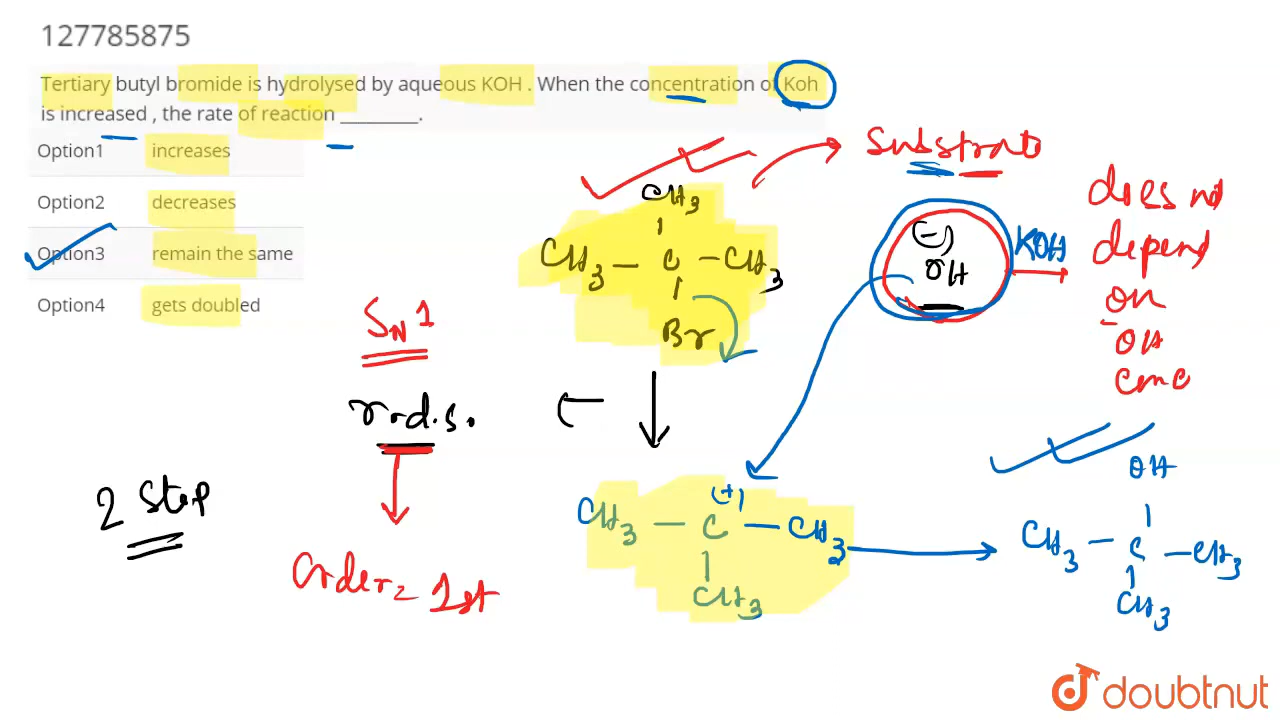 127785875
Tertiary butyl bromide is hydrolysed by aqueous KOH . When the concentration of Koh
is increased , the rate of reaction _________.
Option1 increases
Option2 decreases
Option3 remain the same
Option4 gets doubled
Substrate
CH3
CH3 — C — CH3
Br
(-)
OH
KOH
does not
depend
on
OH
conc
SN1
r.d.s.
2 Step
Order = 1st
(+)
CH3 — C — CH3
CH3
OH
CH3 — C — CH3
CH3
doubtnut